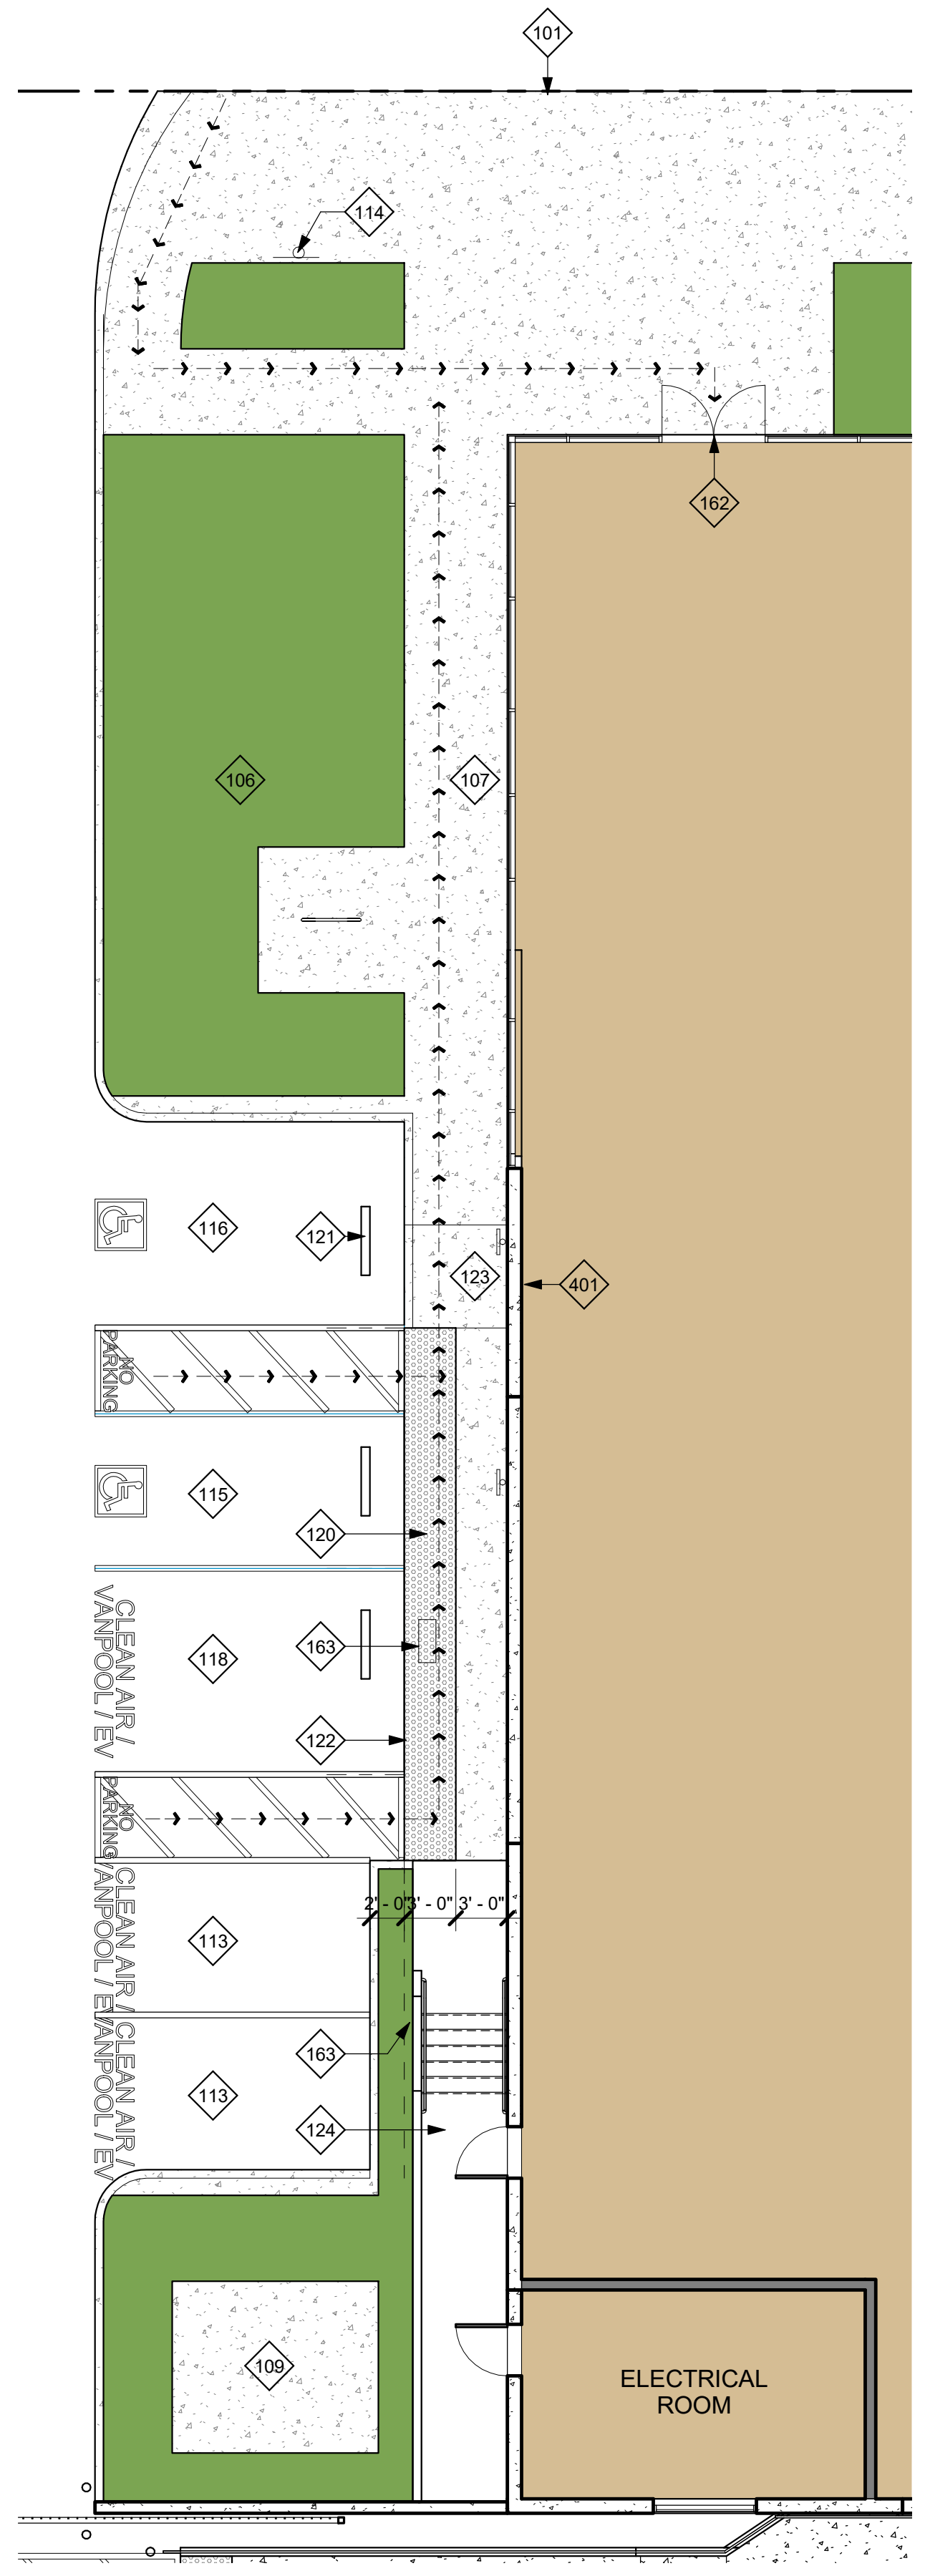 101
114
162
106
107
116
121
123
401
NO
PARKING
115
120
CLEAN AIR /
VANPOOL / EV
118
163
122
NO
PARKING
2' - 0"
3' - 0"
3' - 0"
CLEAN AIR /
VANPOOL / EV
113
CLEAN AIR /
VANPOOL / EV
163
113
124
109
ELECTRICAL
ROOM